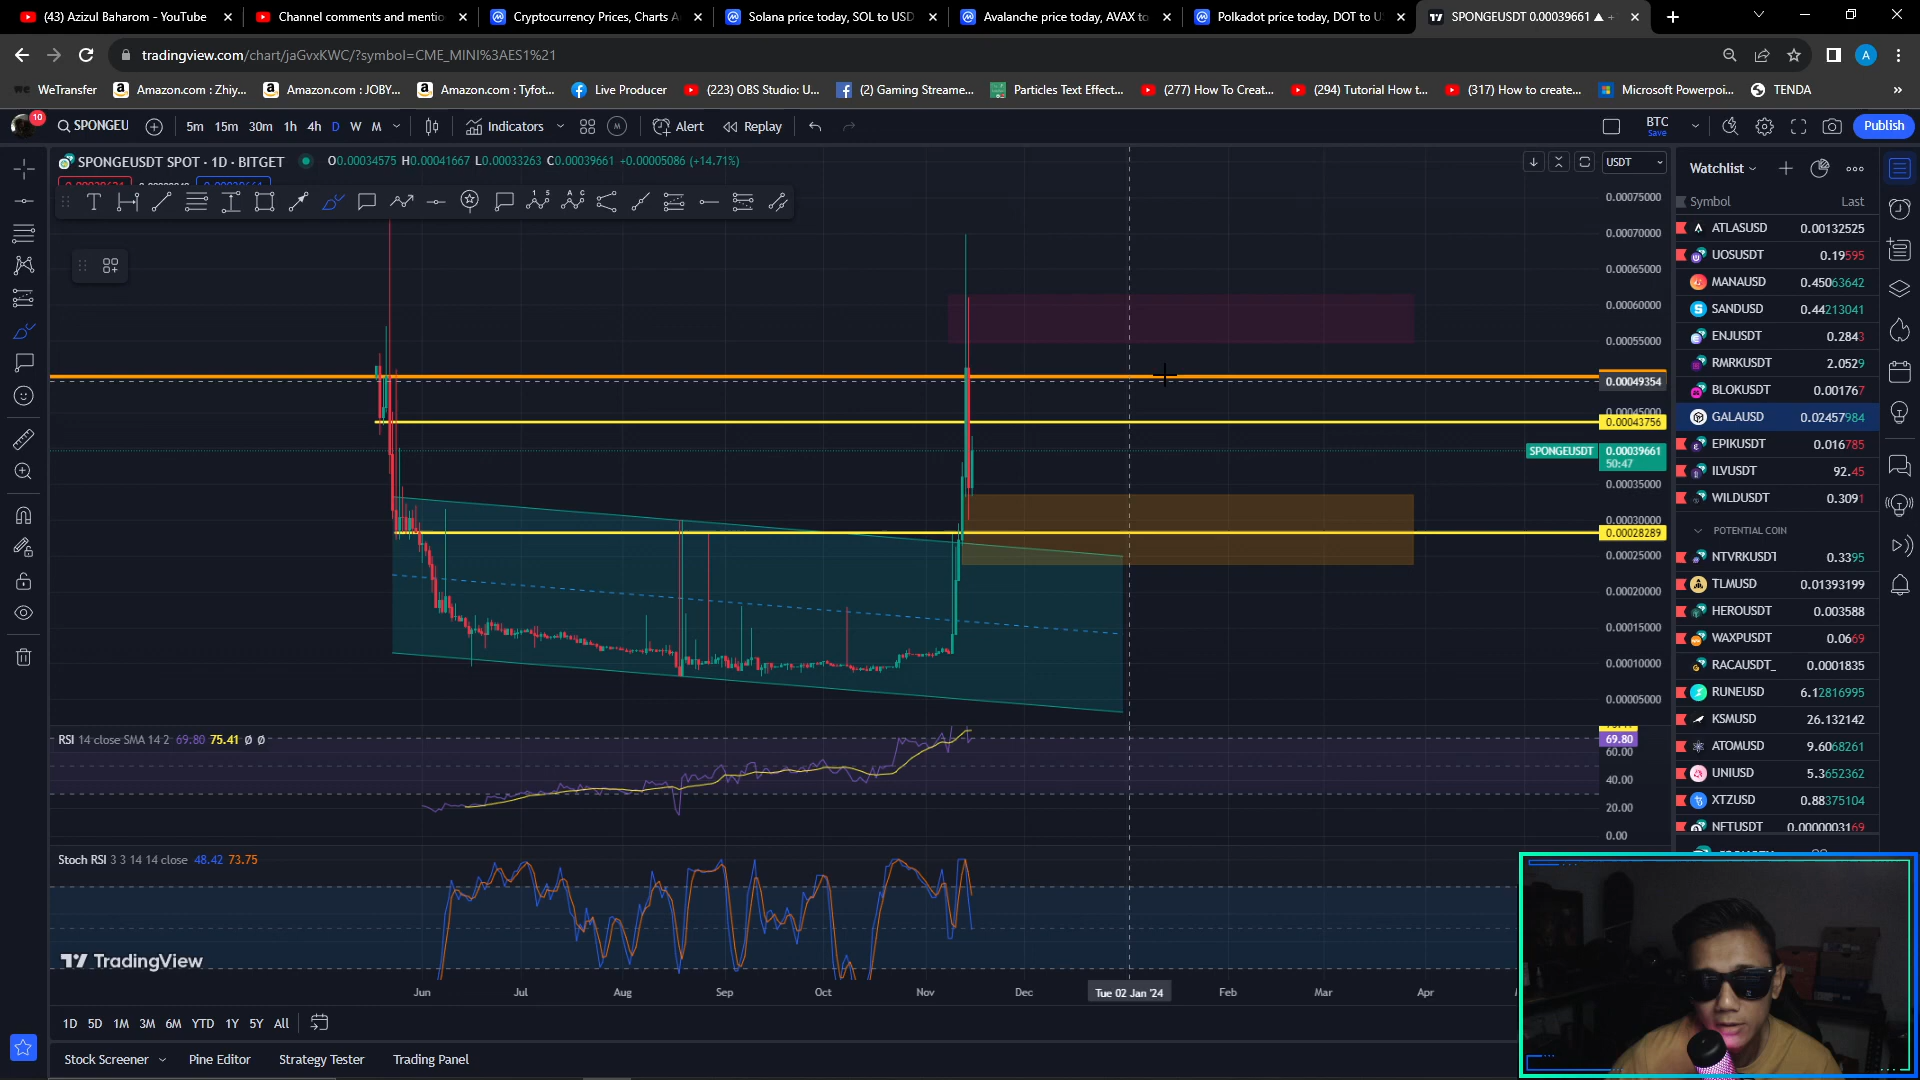 (43) Azizul Baharom - YouTube
Channel comments and mentio
Cryptocurrency Prices, Charts A
Solana price today, SOL to USD
Avalanche price today, AVAX to
Polkadot price today, DOT to U
SPONGEUSDT 0.00039661 ▲ +
tradingview.com/chart/jaGvxKWC/?symbol=CME_MINI%3AES1%21
A
WeTransfer
Amazon.com : Zhiy...
Amazon.com : JOBY...
Amazon.com : Tyfot...
Live Producer
(223) OBS Studio: U...
(2) Gaming Streame...
Particles Text Effect...
(277) How To Creat...
(294) Tutorial How t...
(317) How to create...
Microsoft Powerpoi...
TENDA
»
10
SPONGEU
5m 15m 30m 1h 4h D W M
Indicators
M
Alert
Replay
BTC
Save
Publish
SPONGEUSDT SPOT · 1D · BITGET
O0.00034575 H0.00041667 L0.00033263 C0.00039661 +0.00005086 (+14.71%)
USDT
0.00075000
0.00070000
0.00065000
0.00060000
0.00055000
0.00049354
0.00045000
0.00043756
SPONGEUSDT 0.00039661
50:47
0.00035000
0.00030000
0.00028289
0.00025000
0.00020000
0.00015000
0.00010000
0.00005000
RSI 14 close SMA 14 2 69.80 75.41 Ø Ø
69.80
60.00
40.00
20.00
0.00
Stoch RSI 3 3 14 14 close 48.42 73.75
TradingView
Jun Jul Aug Sep Oct Nov Dec Tue 02 Jan '24 Feb Mar Apr
1D 5D 1M 3M 6M YTD 1Y 5Y All
Stock Screener
Pine Editor
Strategy Tester
Trading Panel
Watchlist
Symbol Last
ATLASUSD 0.00132525
UOSUSDT 0.19595
MANAUSD 0.45063642
SANDUSD 0.44213041
ENJUSDT 0.2843
RMRKUSDT 2.0529
BLOKUSDT 0.001767
GALAUSD 0.02457984
EPIKUSDT 0.016785
ILVUSDT 92.45
WILDUSDT 0.3091
POTENTIAL COIN
NTVRKUSDT 0.3395
TLMUSD 0.01393199
HEROUSDT 0.003588
WAXPUSDT 0.0669
RACAUSDT_ 0.0001835
RUNEUSD 6.12816995
KSMUSD 26.132142
ATOMUSD 9.6068261
UNIUSD 5.3652362
XTZUSD 0.88375104
NFTUSDT 0.0000003169